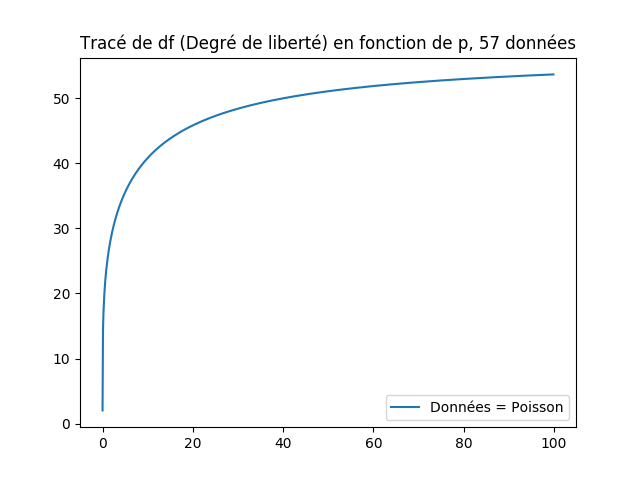 Tracé de df (Degré de liberté) en fonction de p, 57 données
50
40
30
20
10
0
Données = Poisson
0 20 40 60 80 100